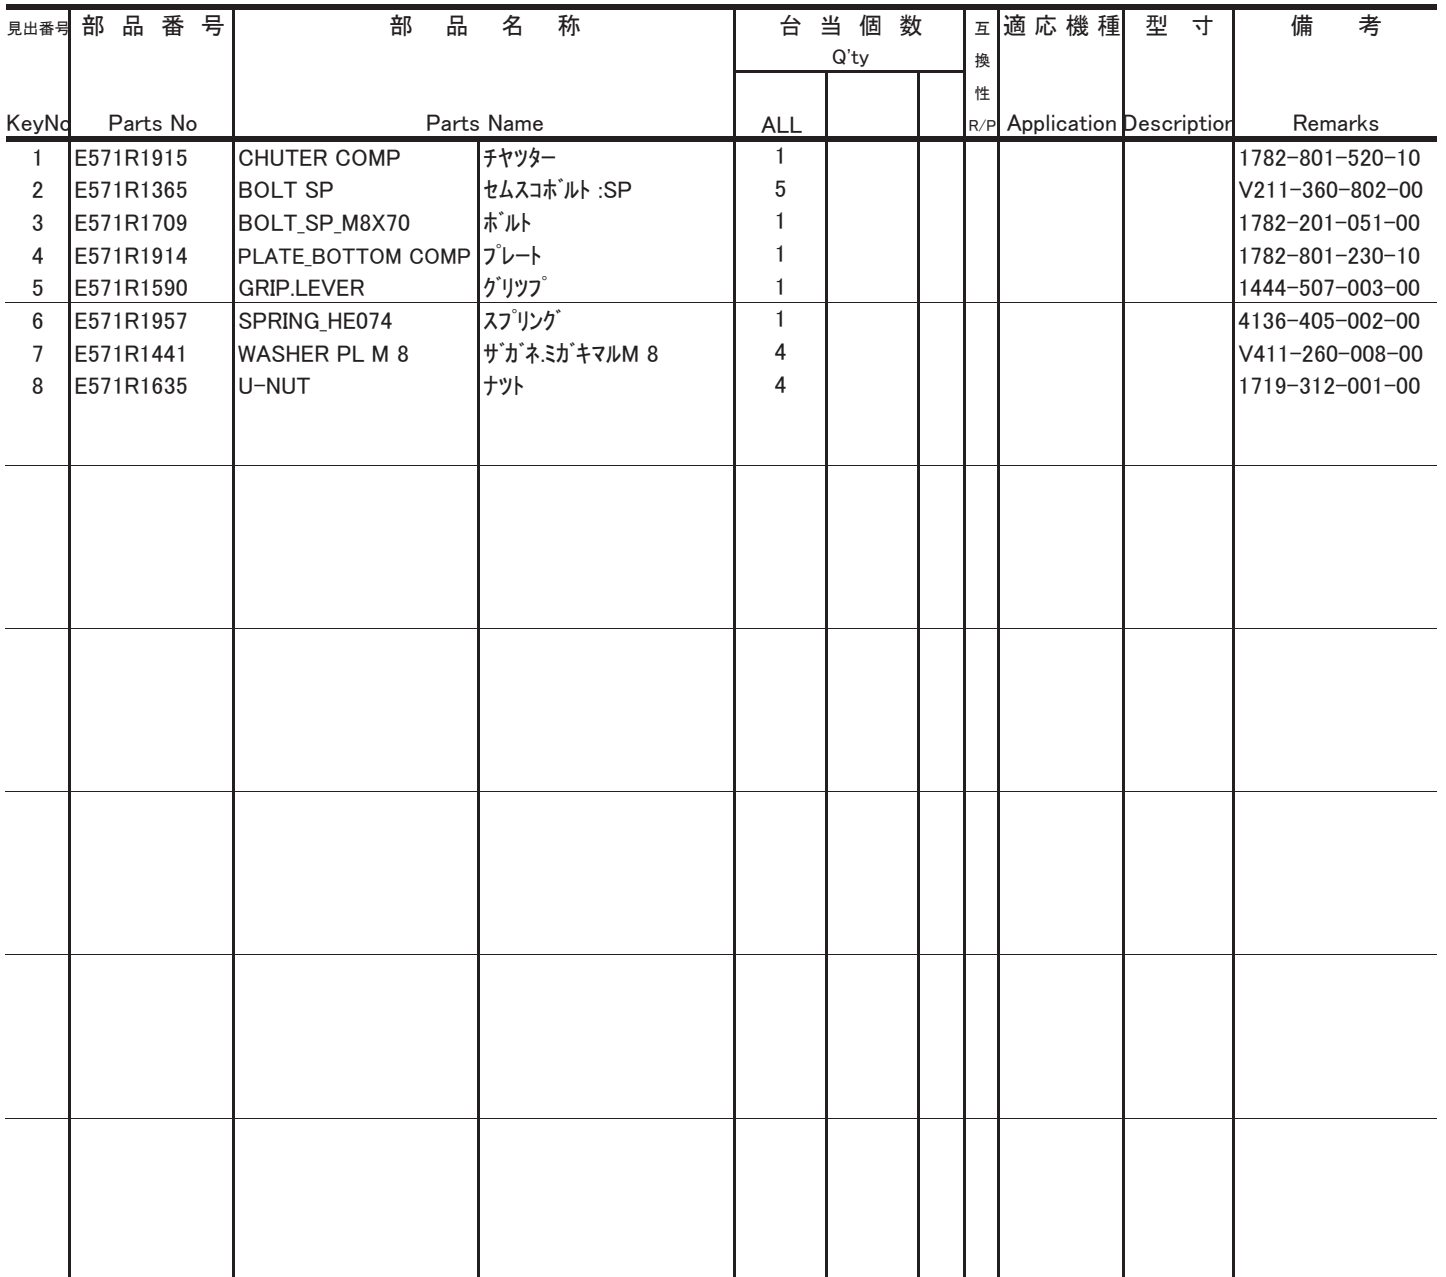 見出番号 部品番号 部品名称 台当個数 互 適応機種 型寸 備考
Q'ty 換
性
KeyNo Parts No Parts Name ALL R/P Application Description Remarks
1 E571R1915 CHUTER COMP ﾁﾔﾂﾀｰ 1 1782-801-520-10
2 E571R1365 BOLT SP ｾﾑｽｺﾎﾞﾙﾄ :SP 5 V211-360-802-00
3 E571R1709 BOLT_SP_M8X70 ﾎﾞﾙﾄ 1 1782-201-051-00
4 E571R1914 PLATE_BOTTOM COMP ﾌﾟﾚｰﾄ 1 1782-801-230-10
5 E571R1590 GRIP.LEVER ｸﾞﾘﾂﾌﾟ 1 1444-507-003-00
6 E571R1957 SPRING_HE074 ｽﾌﾟﾘﾝｸﾞ 1 4136-405-002-00
7 E571R1441 WASHER PL M 8 ｻﾞｶﾞﾈ.ﾐｶﾞｷﾏﾙM 8 4 V411-260-008-00
8 E571R1635 U-NUT ﾅﾂﾄ 4 1719-312-001-00